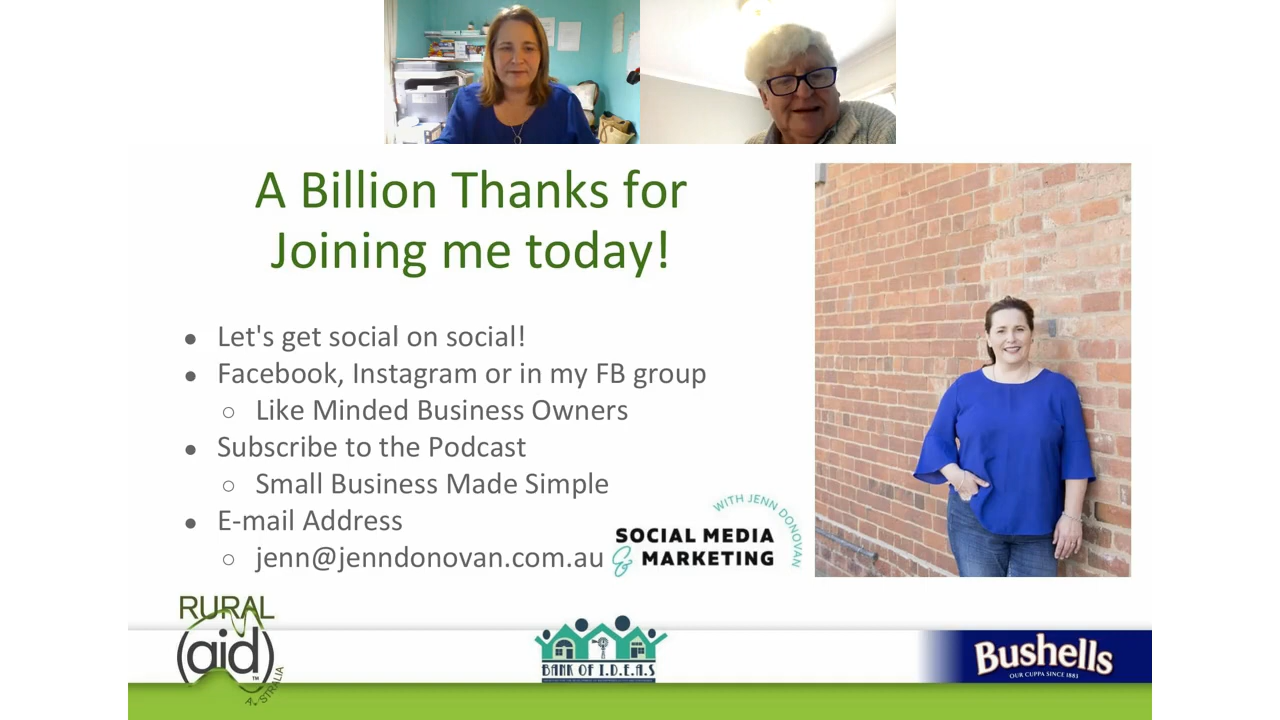 A Billion Thanks for
Joining me today!
● Let's get social on social!
● Facebook, Instagram or in my FB group
○ Like Minded Business Owners
● Subscribe to the Podcast
○ Small Business Made Simple
● E-mail Address
○ jenn@jenndonovan.com.au
WITH JENN DONOVAN
SOCIAL MEDIA
& MARKETING
RURAL
(aid)
TM
AUSTRALIA
BANK OF I.D.E.A.S
Bushells
OUR CUPPA SINCE 1883